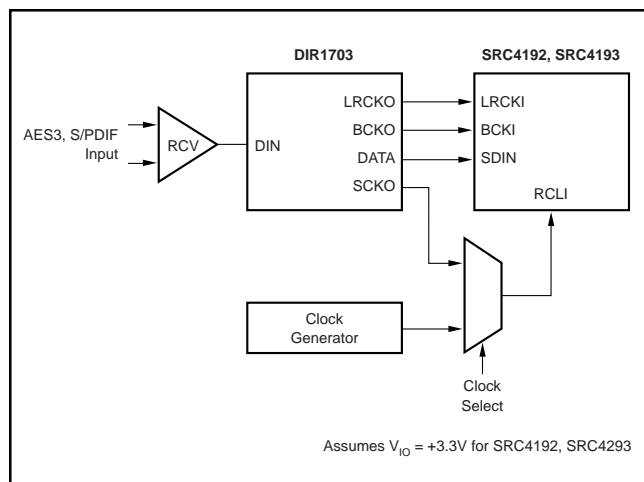 DIR1703
SRC4192, SRC4193
AES3, S/PDIF
Input
RCV
DIN
LRCKO
BCKO
DATA
SCKO
LRCKI
BCKI
SDIN
RCLI
Clock
Generator
Clock
Select
Assumes VIO = +3.3V for SRC4192, SRC4293